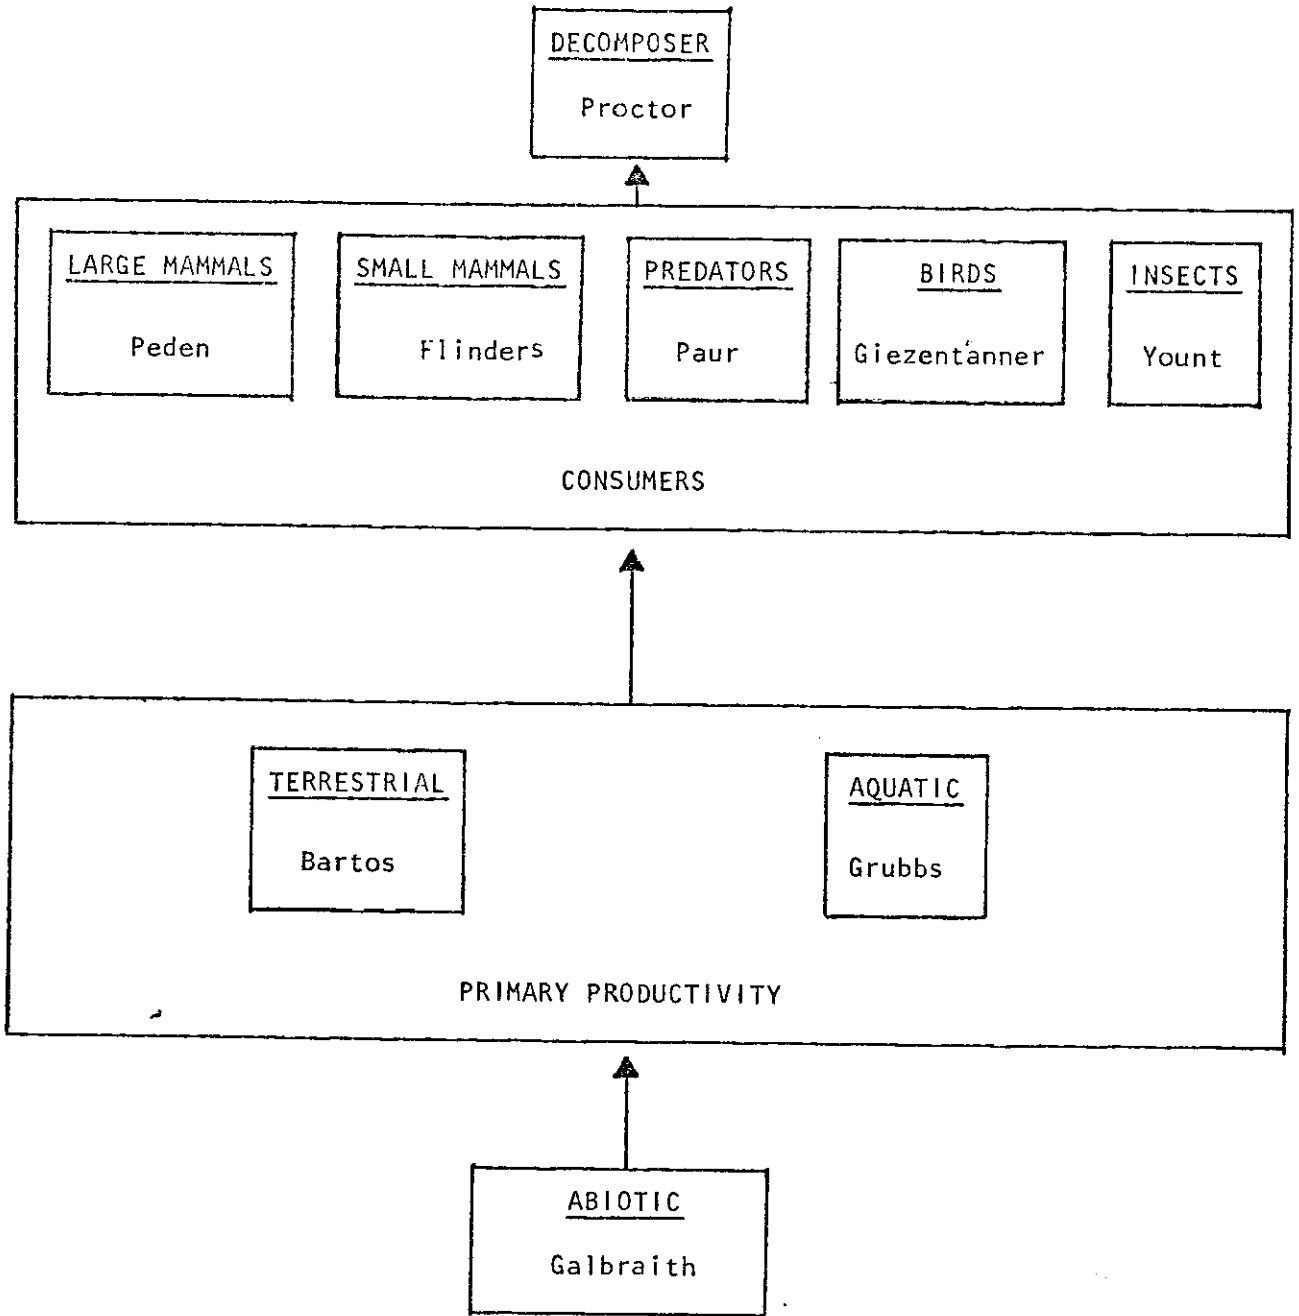 DECOMPOSER
Proctor
LARGE MAMMALS
Peden
SMALL MAMMALS
Flinders
PREDATORS
Paur
BIRDS
Giezentanner
INSECTS
Yount
CONSUMERS
TERRESTRIAL
Bartos
AQUATIC
Grubbs
PRIMARY PRODUCTIVITY
ABIOTIC
Galbraith